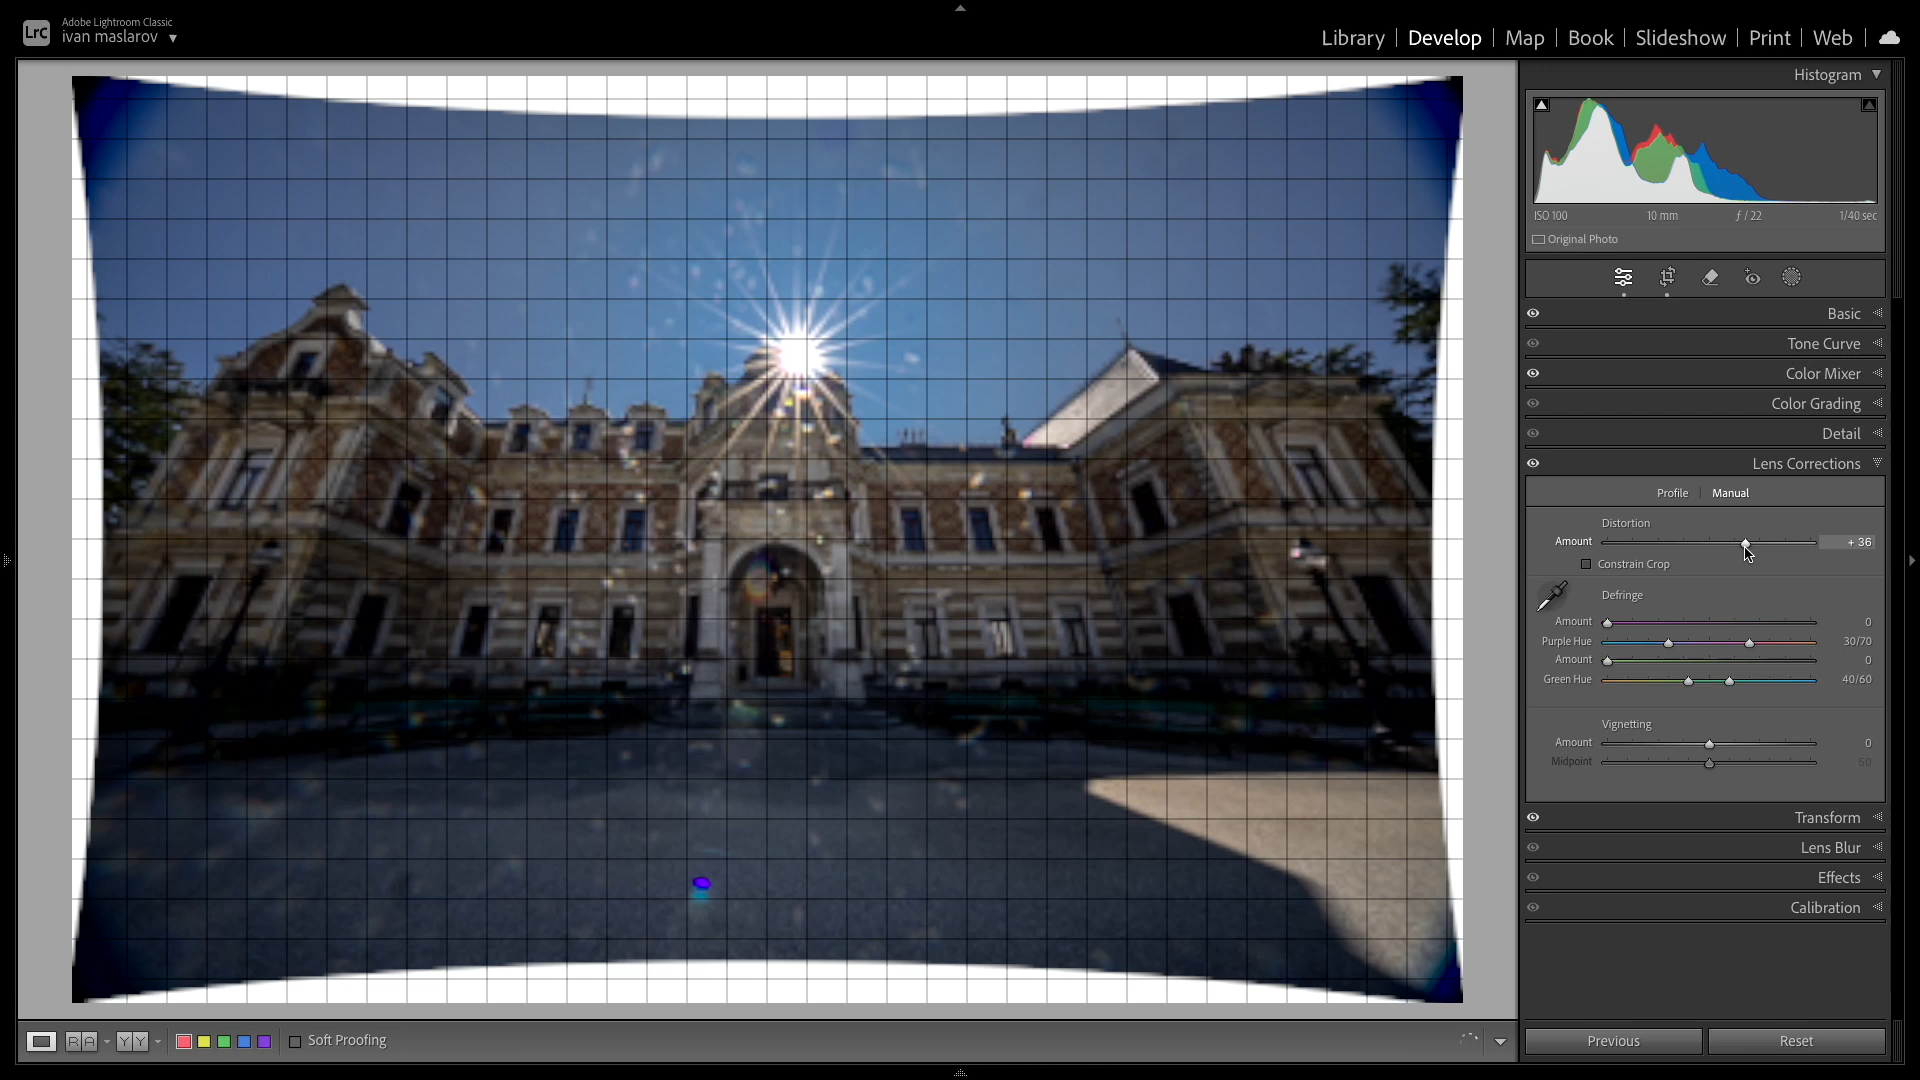 Lrc
Adobe Lightroom Classic
ivan maslarov
Library
Develop
Map
Book
Slideshow
Print
Web
Histogram
ISO 100 10 mm ƒ / 22 1/40 sec
Original Photo
Basic
Tone Curve
Color Mixer
Color Grading
Detail
Lens Corrections
Profile
Manual
Distortion
Amount + 36
Constrain Crop
Defringe
Amount 0
Purple Hue 30/70
Amount 0
Green Hue 40/60
Vignetting
Amount 0
Midpoint 50
Transform
Lens Blur
Effects
Calibration
R A
Y Y
Soft Proofing
Previous
Reset